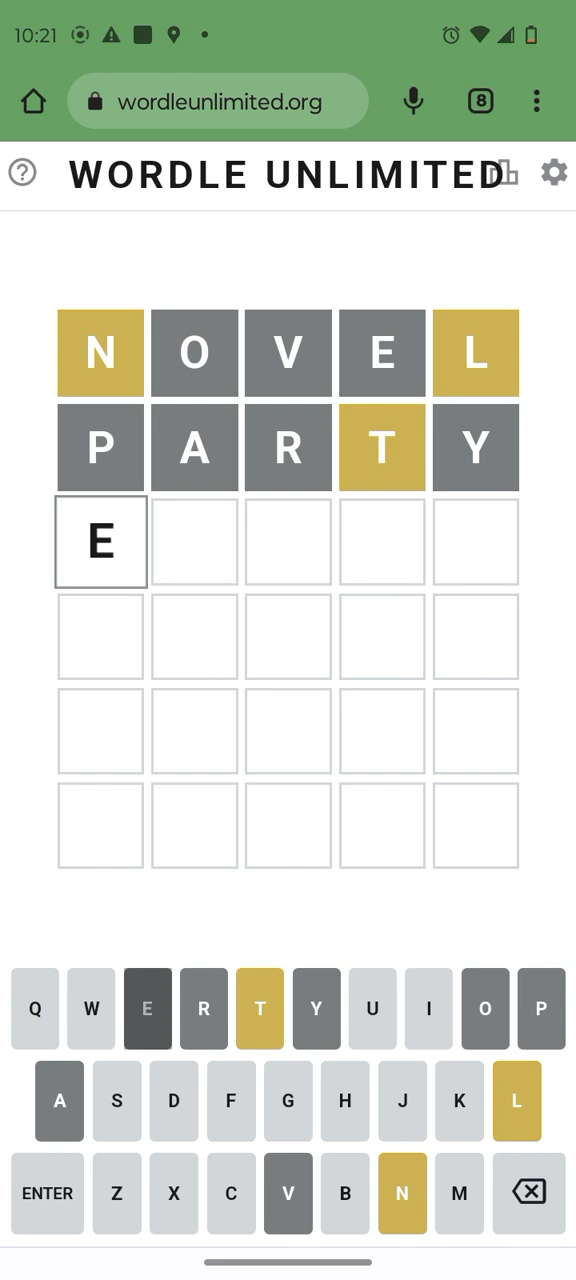 10:21
wordleunlimited.org
8
?
WORDLE UNLIMITED
N O V E L
P A R T Y
E
Q W E R T Y U I O P
A S D F G H J K L
ENTER Z X C V B N M